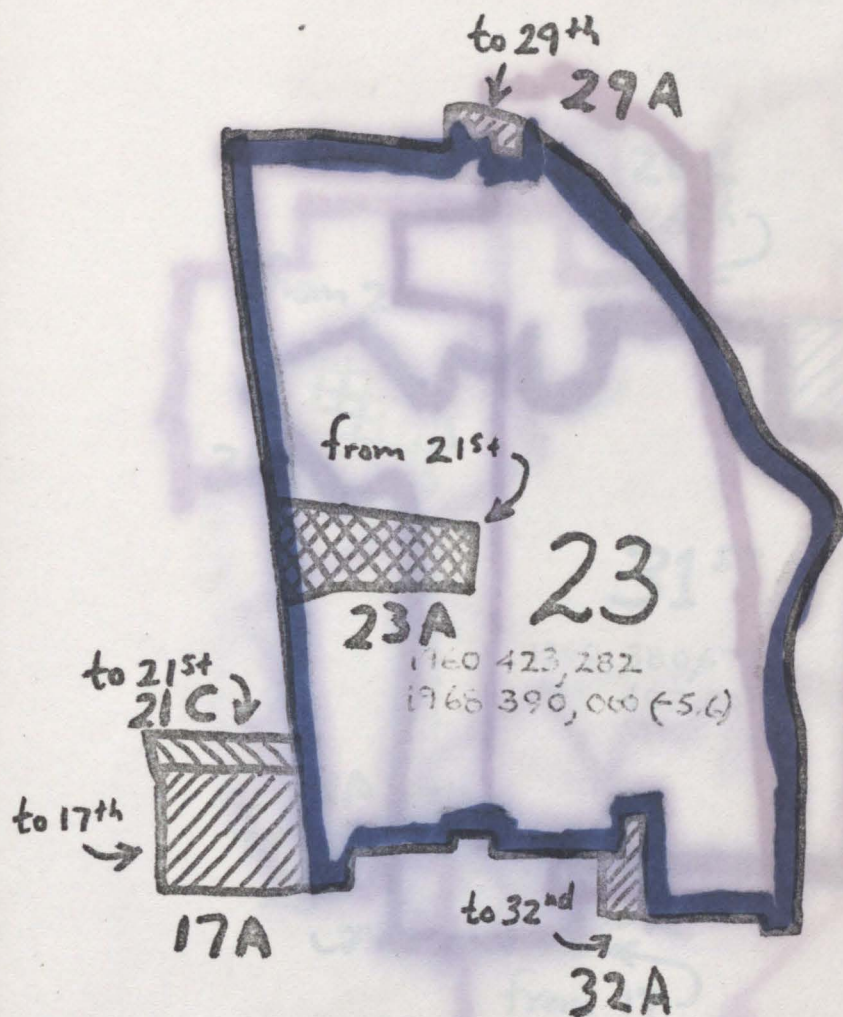 to 29th
29A
from 21st
23
23A
1960 423,282
1968 390,000 (-5.6)
to 21st
21C
to 17th
17A
to 32nd
32A